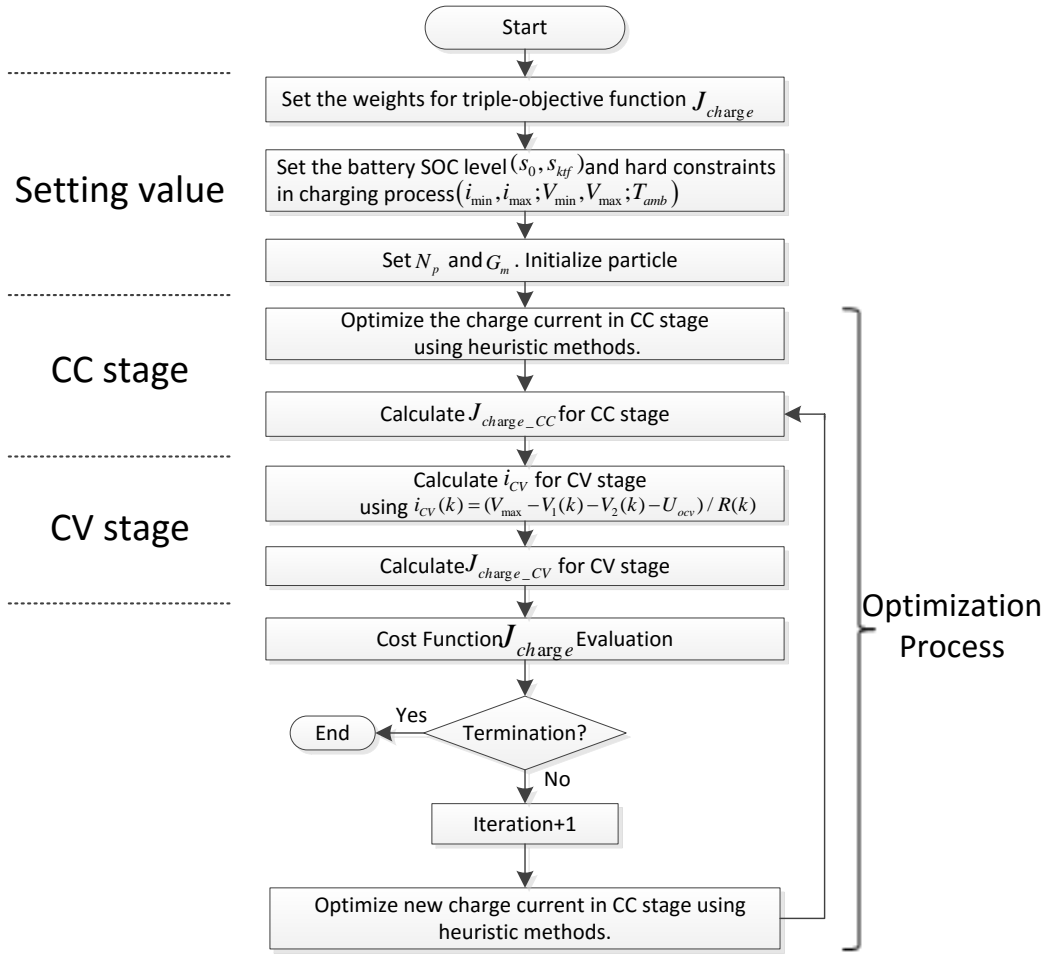 Start
Set the weights for triple-objective function J_charge
Setting value
Set the battery SOC level (s_0, s_ktf) and hard constraints
in charging process (i_min, i_max; V_min, V_max; T_amb)
Set N_p and G_m. Initialize particle
CC stage
Optimize the charge current in CC stage
using heuristic methods.
Calculate J_charge_CC for CC stage
CV stage
Calculate i_CV for CV stage
using i_CV(k) = (V_max − V_1(k) − V_2(k) − U_ocv) / R(k)
Calculate J_charge_CV for CV stage
Cost Function J_charge Evaluation
Optimization
Process
Termination?
Yes
End
No
Iteration+1
Optimize new charge current in CC stage using
heuristic methods.